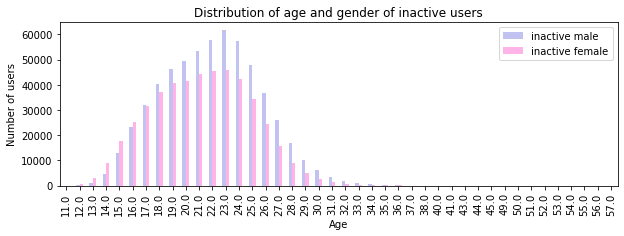 Distribution of age and gender of inactive users
inactive male
inactive female
Number of users
60000
50000
40000
30000
20000
10000
0
11.0 12.0 13.0 14.0 15.0 16.0 17.0 18.0 19.0 20.0 21.0 22.0 23.0 24.0 25.0 26.0 27.0 28.0 29.0 30.0 31.0 32.0 33.0 34.0 35.0 36.0 37.0 38.0 39.0 40.0 41.0 43.0 44.0 45.0 48.0 49.0 50.0 51.0 52.0 53.0 54.0 55.0 56.0 57.0
Age